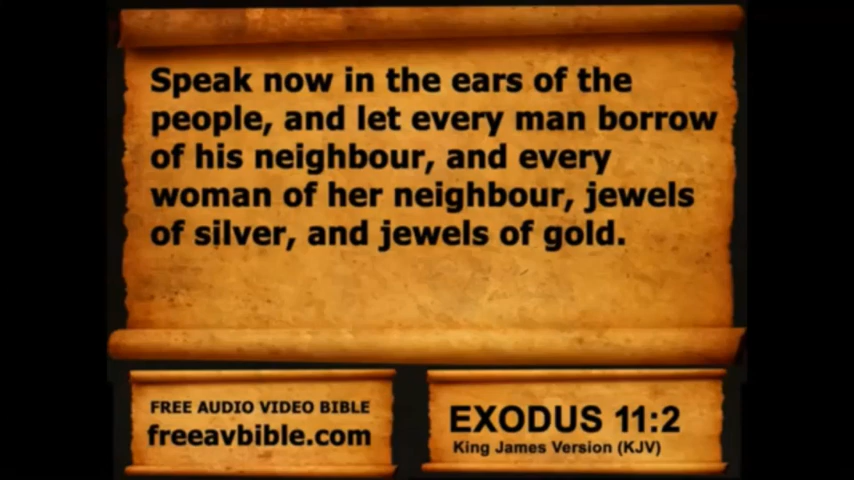 Speak now in the ears of the
people, and let every man borrow
of his neighbour, and every
woman of her neighbour, jewels
of silver, and jewels of gold.
FREE AUDIO VIDEO BIBLE
freeavbible.com
EXODUS 11:2
King James Version (KJV)